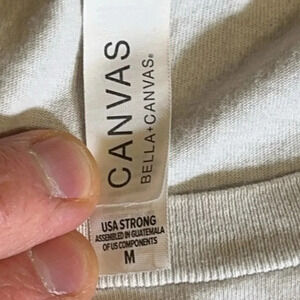 CANVAS
BELLA+CANVAS®
USA STRONG
ASSEMBLED IN GUATEMALA
OF US COMPONENTS
M